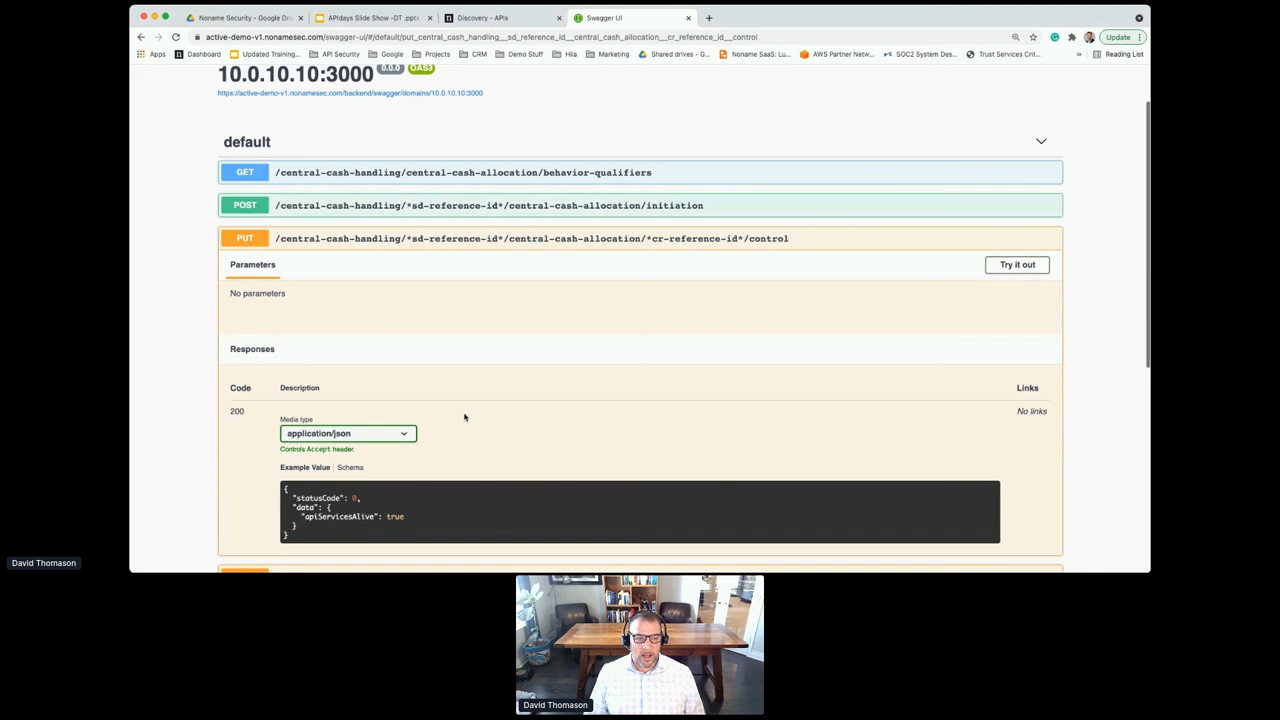 Noname Security - Google Dri
APIdays Slide Show -DT .pptx
Discovery - APIs
Swagger UI
active-demo-v1.nonamesec.com/swagger-ui/#/default/put_central_cash_handling__sd_reference_id__central_cash_allocation__cr_reference_id__control
Update
Apps
Dashboard
Updated Training...
API Security
Google
Projects
CRM
Demo Stuff
Hila
Marketing
Shared drives - G...
Noname SaaS: Lu...
AWS Partner Netw...
SOC2 System Des...
Trust Services Crit...
»
Reading List
10.0.10.10:3000 0.0.0 OAS3
https://active-demo-v1.nonamesec.com/backend/swagger/domains/10.0.10.10:3000
default
GET /central-cash-handling/central-cash-allocation/behavior-qualifiers
POST /central-cash-handling/*sd-reference-id*/central-cash-allocation/initiation
PUT /central-cash-handling/*sd-reference-id*/central-cash-allocation/*cr-reference-id*/control
Parameters
Try it out
No parameters
Responses
Code Description Links
200
No links
Media type
application/json
Controls Accept header.
Example Value | Schema
{
"statusCode": 0,
"data": {
"apiServicesAlive": true
}
}
David Thomason
David Thomason